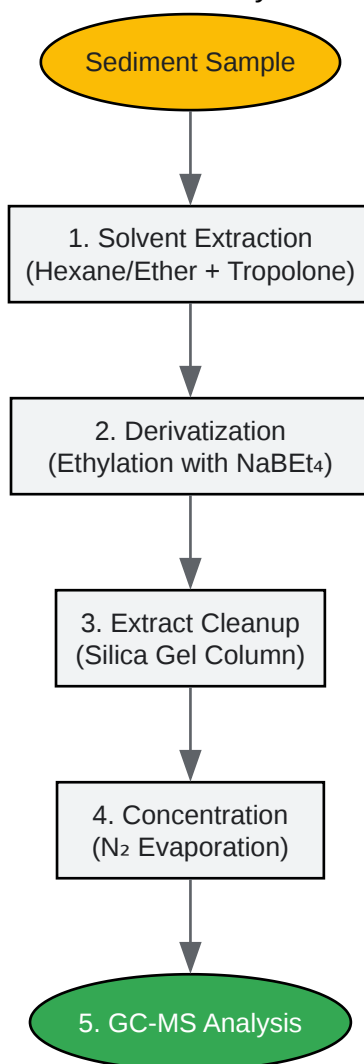 Sediment Sample
1. Solvent Extraction
(Hexane/Ether + Tropolone)
2. Derivatization
(Ethylation with NaBEt₄)
3. Extract Cleanup
(Silica Gel Column)
4. Concentration
(N₂ Evaporation)
5. GC-MS Analysis